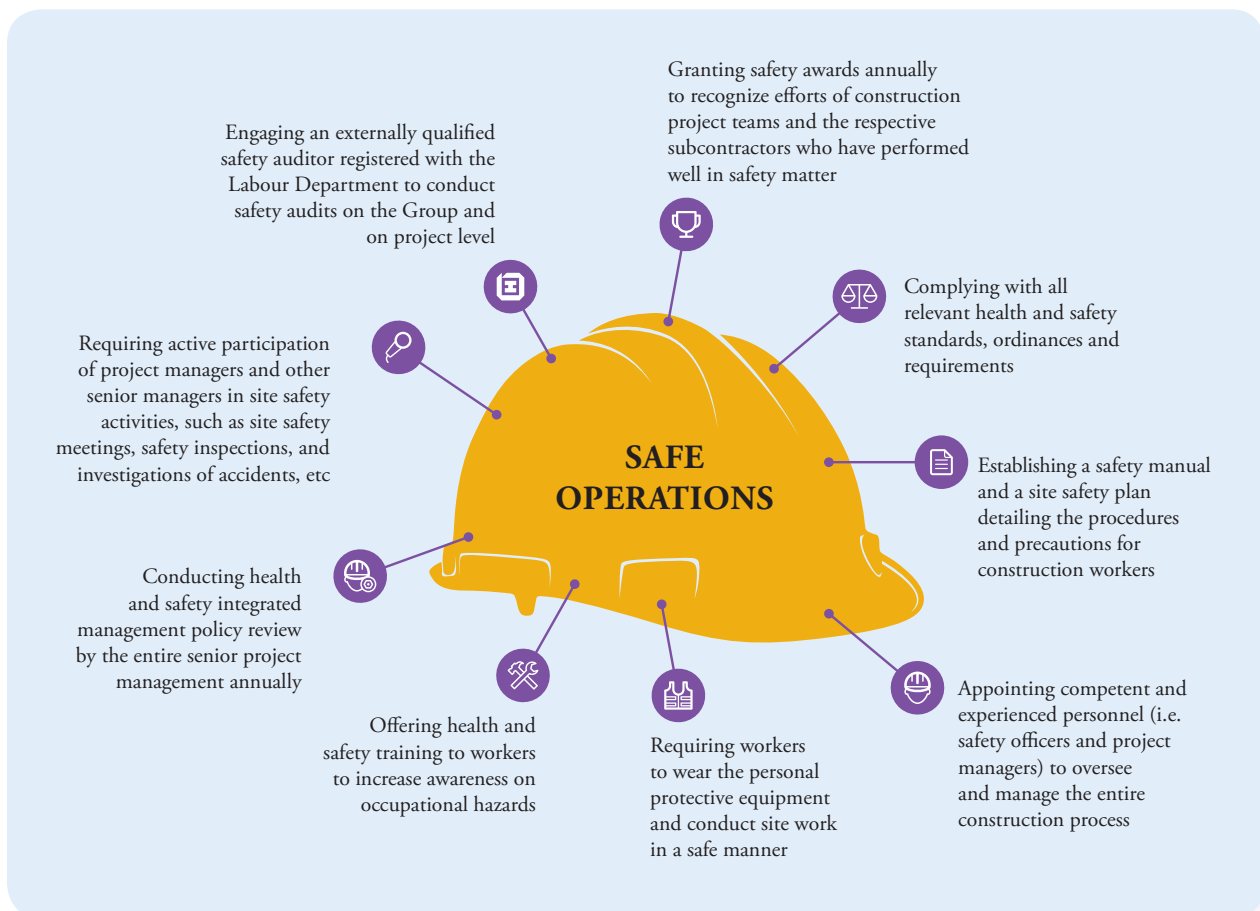 Granting safety awards annually
to recognize efforts of construction
project teams and the respective
subcontractors who have performed
well in safety matter
Engaging an externally qualified
safety auditor registered with the
Labour Department to conduct
safety audits on the Group and
on project level
Complying with all
relevant health and safety
standards, ordinances and
requirements
Requiring active participation
of project managers and other
senior managers in site safety
activities, such as site safety
meetings, safety inspections, and
investigations of accidents, etc
SAFE
OPERATIONS
Establishing a safety manual
and a site safety plan
detailing the procedures
and precautions for
construction workers
Conducting health
and safety integrated
management policy review
by the entire senior project
management annually
Offering health and
safety training to workers
to increase awareness on
occupational hazards
Requiring workers
to wear the personal
protective equipment
and conduct site work
in a safe manner
Appointing competent and
experienced personnel (i.e.
safety officers and project
managers) to oversee
and manage the entire
construction process